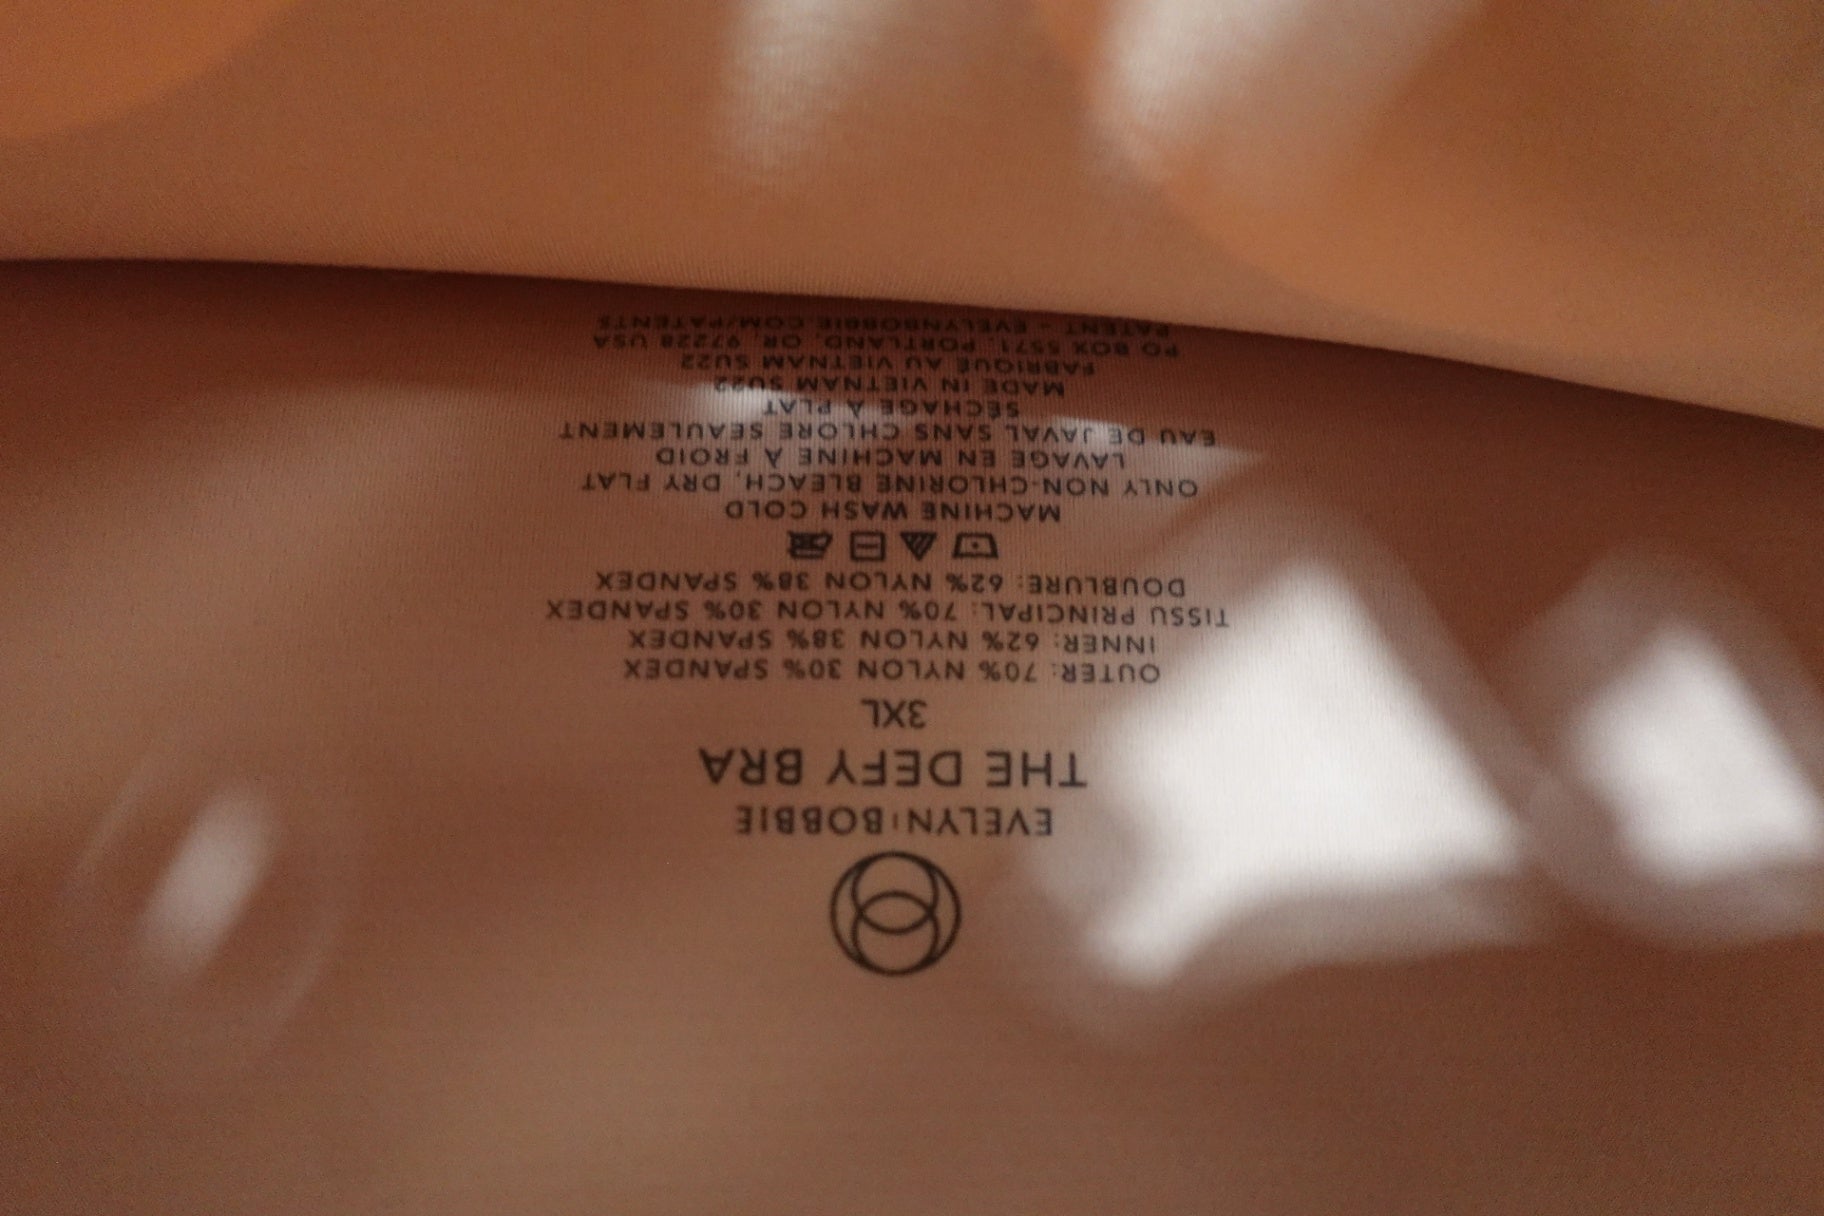 EVELYN|BOBBIE
THE DEFY BRA
3XL
OUTER: 70% NYLON 30% SPANDEX
INNER: 62% NYLON 38% SPANDEX
TISSU PRINCIPAL: 70% NYLON 30% SPANDEX
DOUBLURE: 62% NYLON 38% SPANDEX
MACHINE WASH COLD
ONLY NON-CHLORINE BLEACH, DRY FLAT
LAVAGE EN MACHINE À FROID
EAU DE JAVAL SANS CHLORE SEAULEMENT
SÉCHAGE À PLAT
MADE IN VIETNAM SU22
FABRIQUÉ AU VIETNAM SU22
PO BOX 5571, PORTLAND, OR, 97228 USA
PATENT - EVELYNBOBBIE.COM/PATENTS